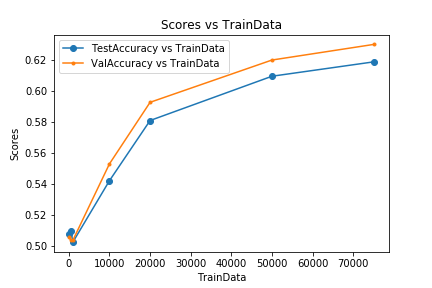 Scores vs TrainData
TestAccuracy vs TrainData
ValAccuracy vs TrainData
0.62
0.60
0.58
0.56
0.54
0.52
0.50
Scores
0 10000 20000 30000 40000 50000 60000 70000
TrainData